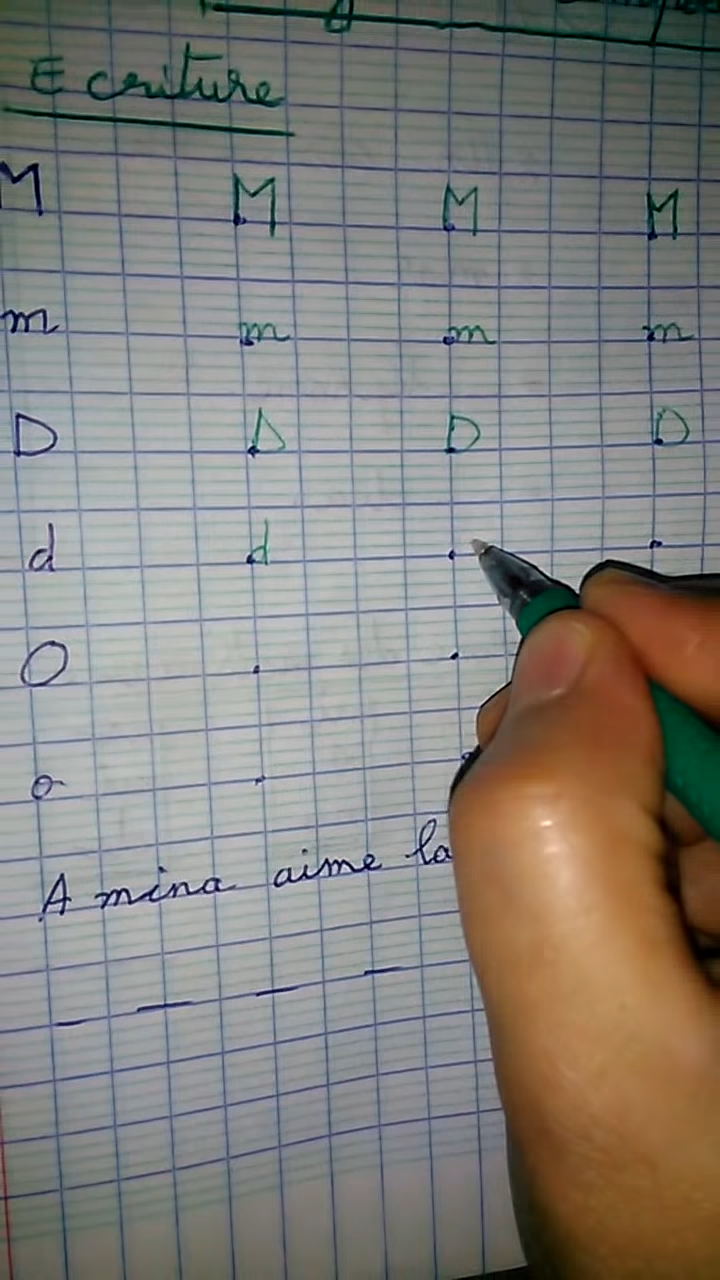 Ecriture
M M M M
m m m m
D D D D
d d
O
o
Amina aime la